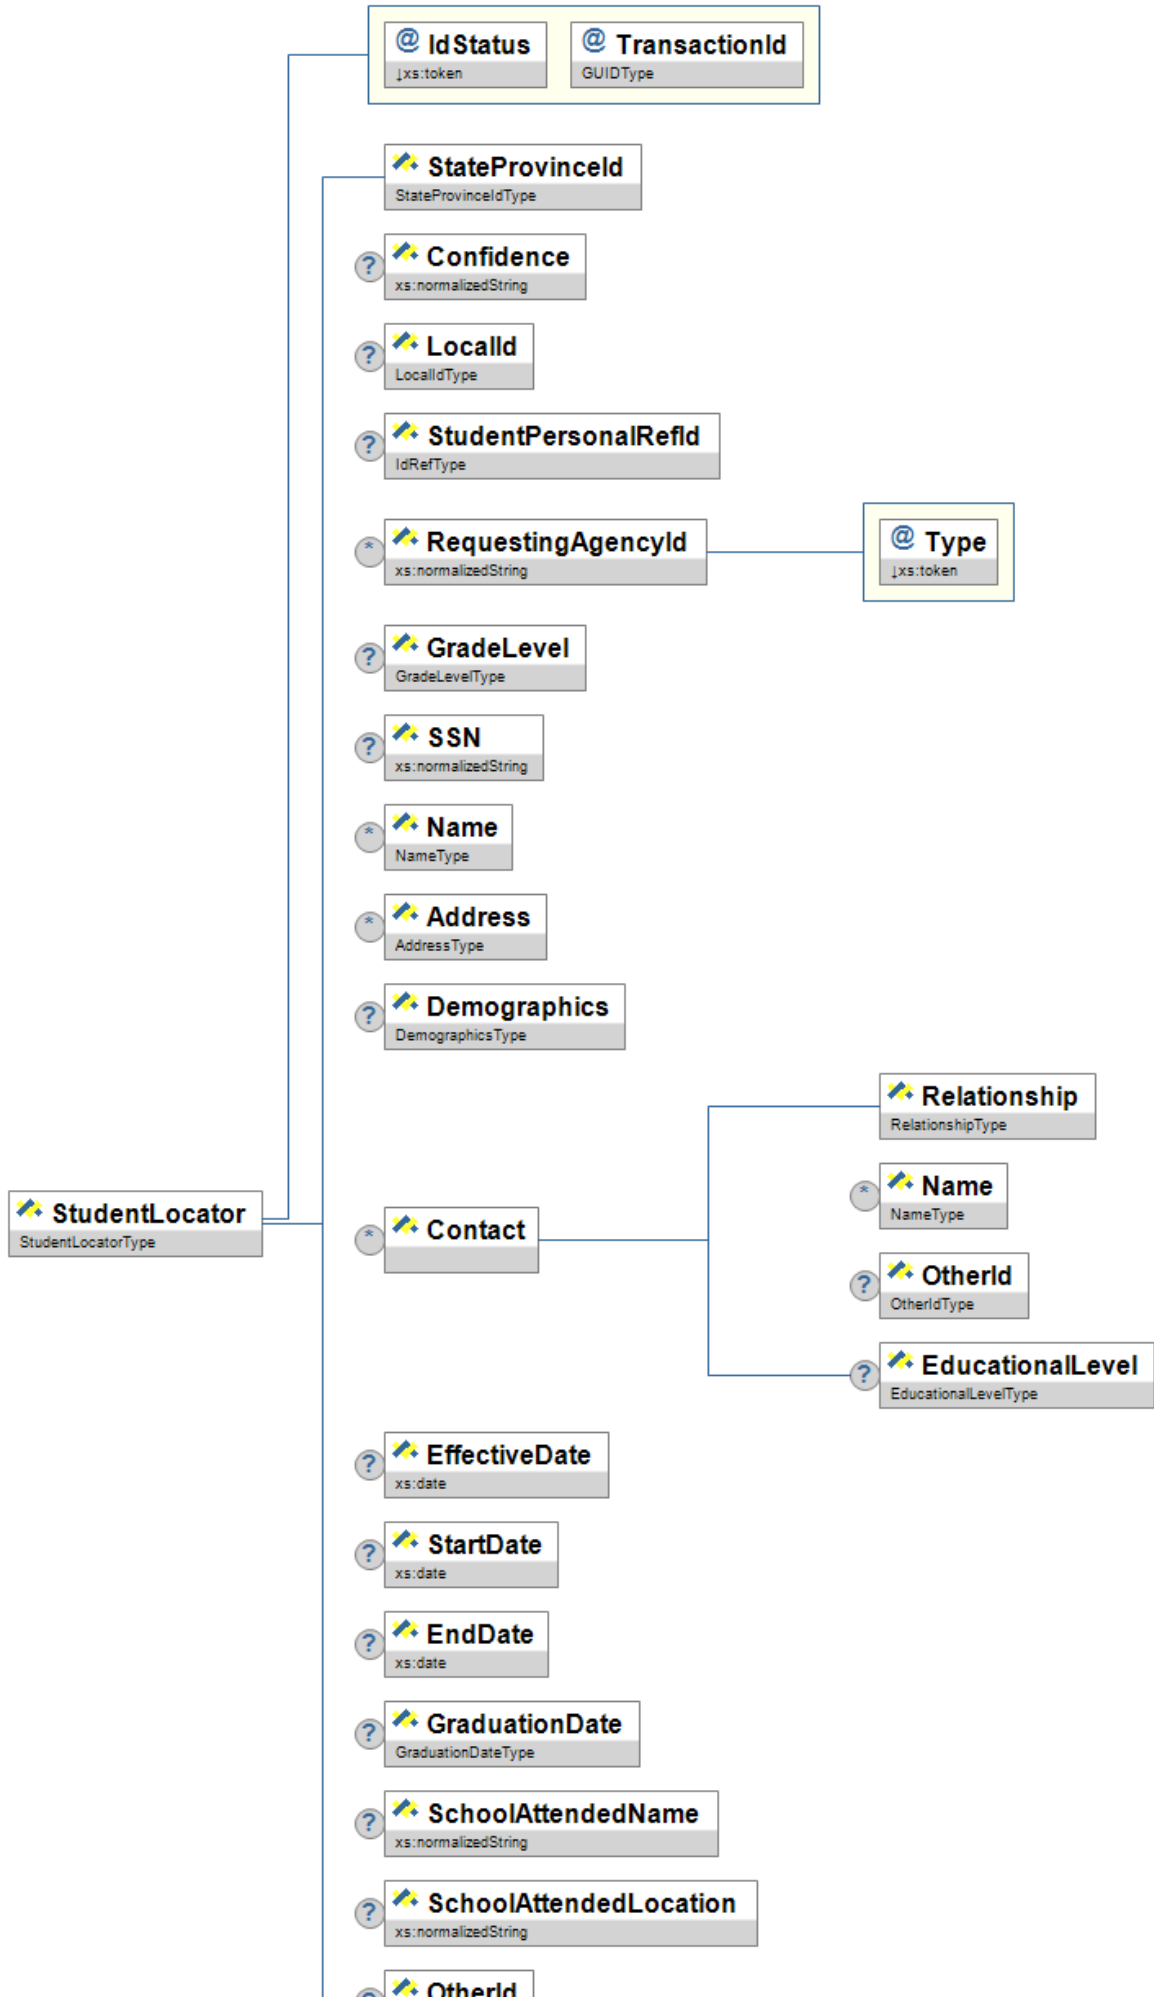 @ IdStatus
↓xs:token
@ TransactionId
GUIDType
StateProvinceId
StateProvinceIdType
? Confidence
xs:normalizedString
? LocalId
LocalIdType
? StudentPersonalRefId
IdRefType
* RequestingAgencyId
xs:normalizedString
@ Type
↓xs:token
? GradeLevel
GradeLevelType
? SSN
xs:normalizedString
* Name
NameType
* Address
AddressType
? Demographics
DemographicsType
StudentLocator
StudentLocatorType
* Contact
Relationship
RelationshipType
* Name
NameType
? OtherId
OtherIdType
? EducationalLevel
EducationalLevelType
? EffectiveDate
xs:date
? StartDate
xs:date
? EndDate
xs:date
? GraduationDate
GraduationDateType
? SchoolAttendedName
xs:normalizedString
? SchoolAttendedLocation
xs:normalizedString
? OtherId